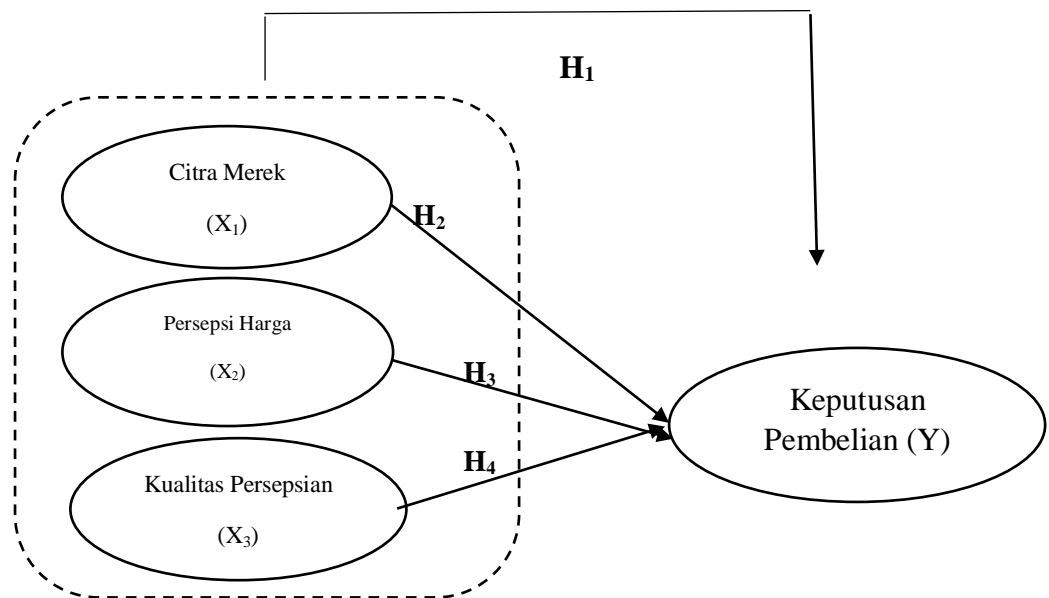 H₁
Citra Merek
(X₁)
H₂
Persepsi Harga
(X₂)
H₃
Keputusan
Pembelian (Y)
H₄
Kualitas Persepsian
(X₃)